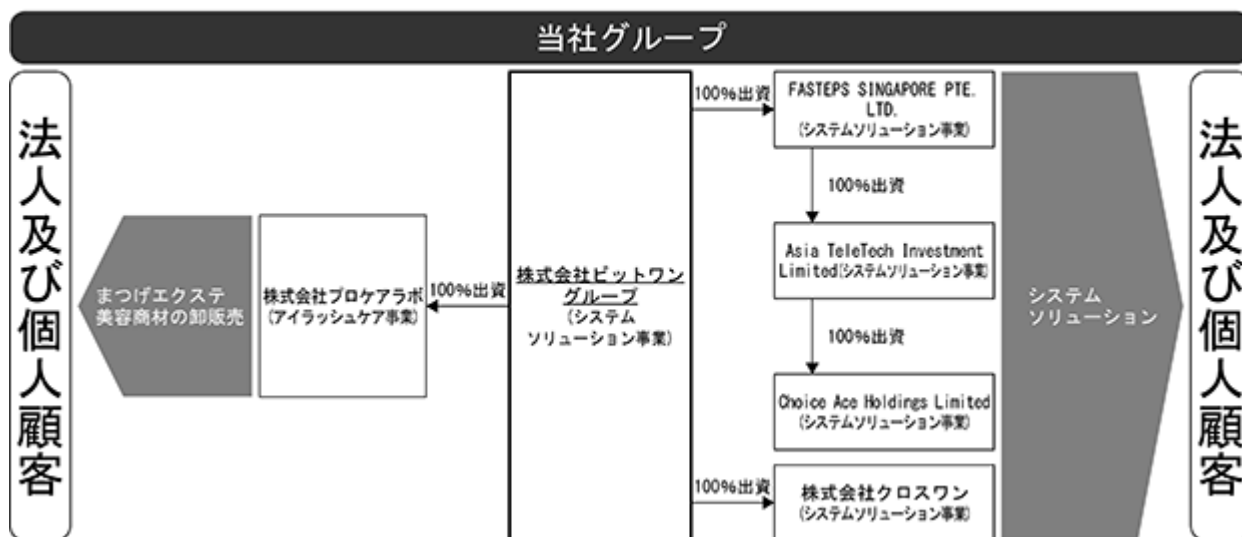 当社グループ
法人及び個人顧客
まつげエクステ
美容商材の卸販売
株式会社プロケアラボ
(アイラッシュケア事業)
100%出資
株式会社ビットワン
グループ
(システム
ソリューション事業)
100%出資
FASTEPS SINGAPORE PTE.
LTD.
(システムソリューション事業)
100%出資
Asia TeleTech Investment
Limited(システムソリューション事業)
100%出資
Choice Ace Holdings Limited
(システムソリューション事業)
100%出資
株式会社クロスワン
(システムソリューション事業)
システム
ソリューション
法人及び個人顧客